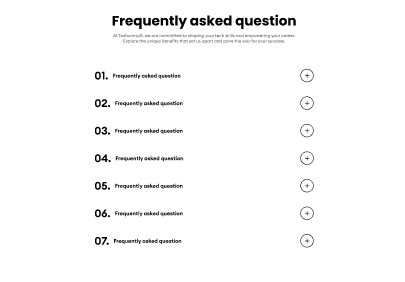 Frequently asked question
At Tushconsult, we are committed to shaping your tech skills and empowering your career.
Explore the unique benefits that set us apart and pave the way for your success.
01. Frequently asked question
02. Frequently asked question
03. Frequently asked question
04. Frequently asked question
05. Frequently asked question
06. Frequently asked question
07. Frequently asked question